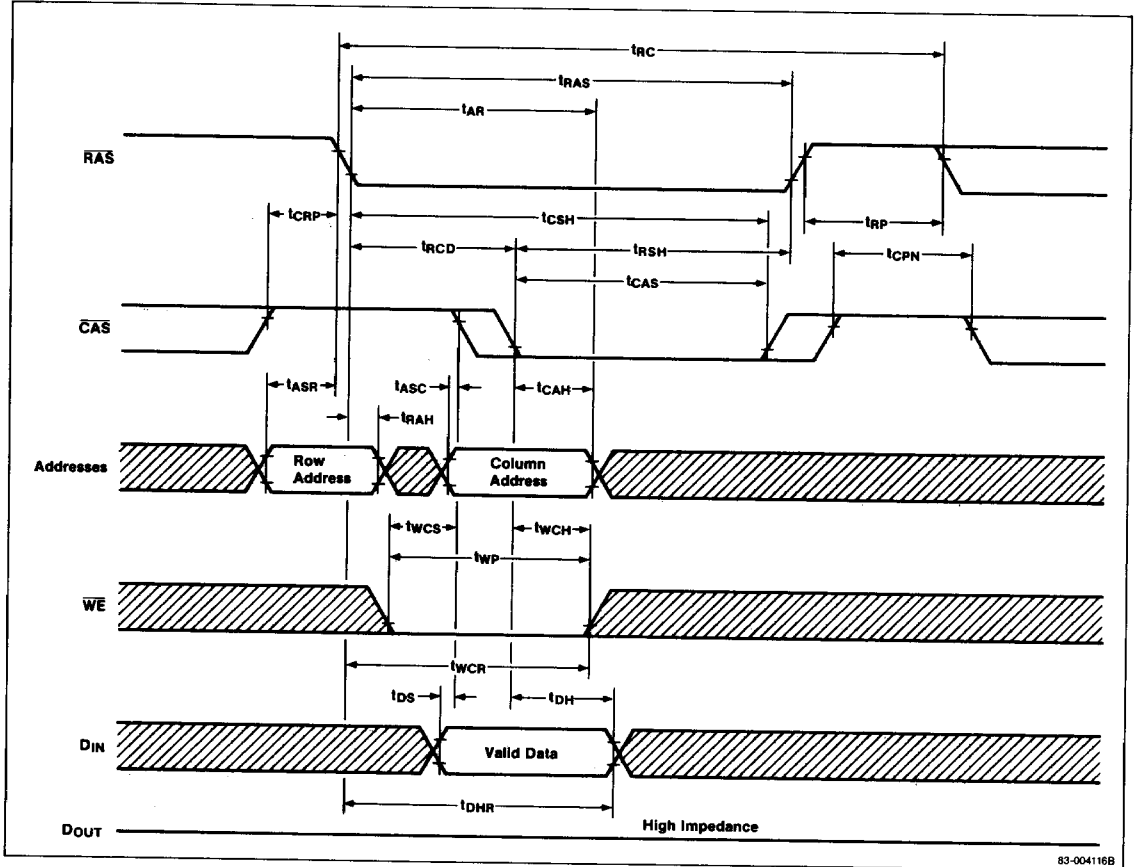 tRC
tRAS
tAR
RAS
tCRP
tCSH
tRP
tRCD
tRSH
tCPN
tCAS
CAS
tASR
tASC
tCAH
tRAH
Addresses
Row
Address
Column
Address
tWCS
tWCH
tWP
WE
tWCR
tDS
tDH
DIN
Valid Data
tDHR
DOUT
High Impedance
83-004116B